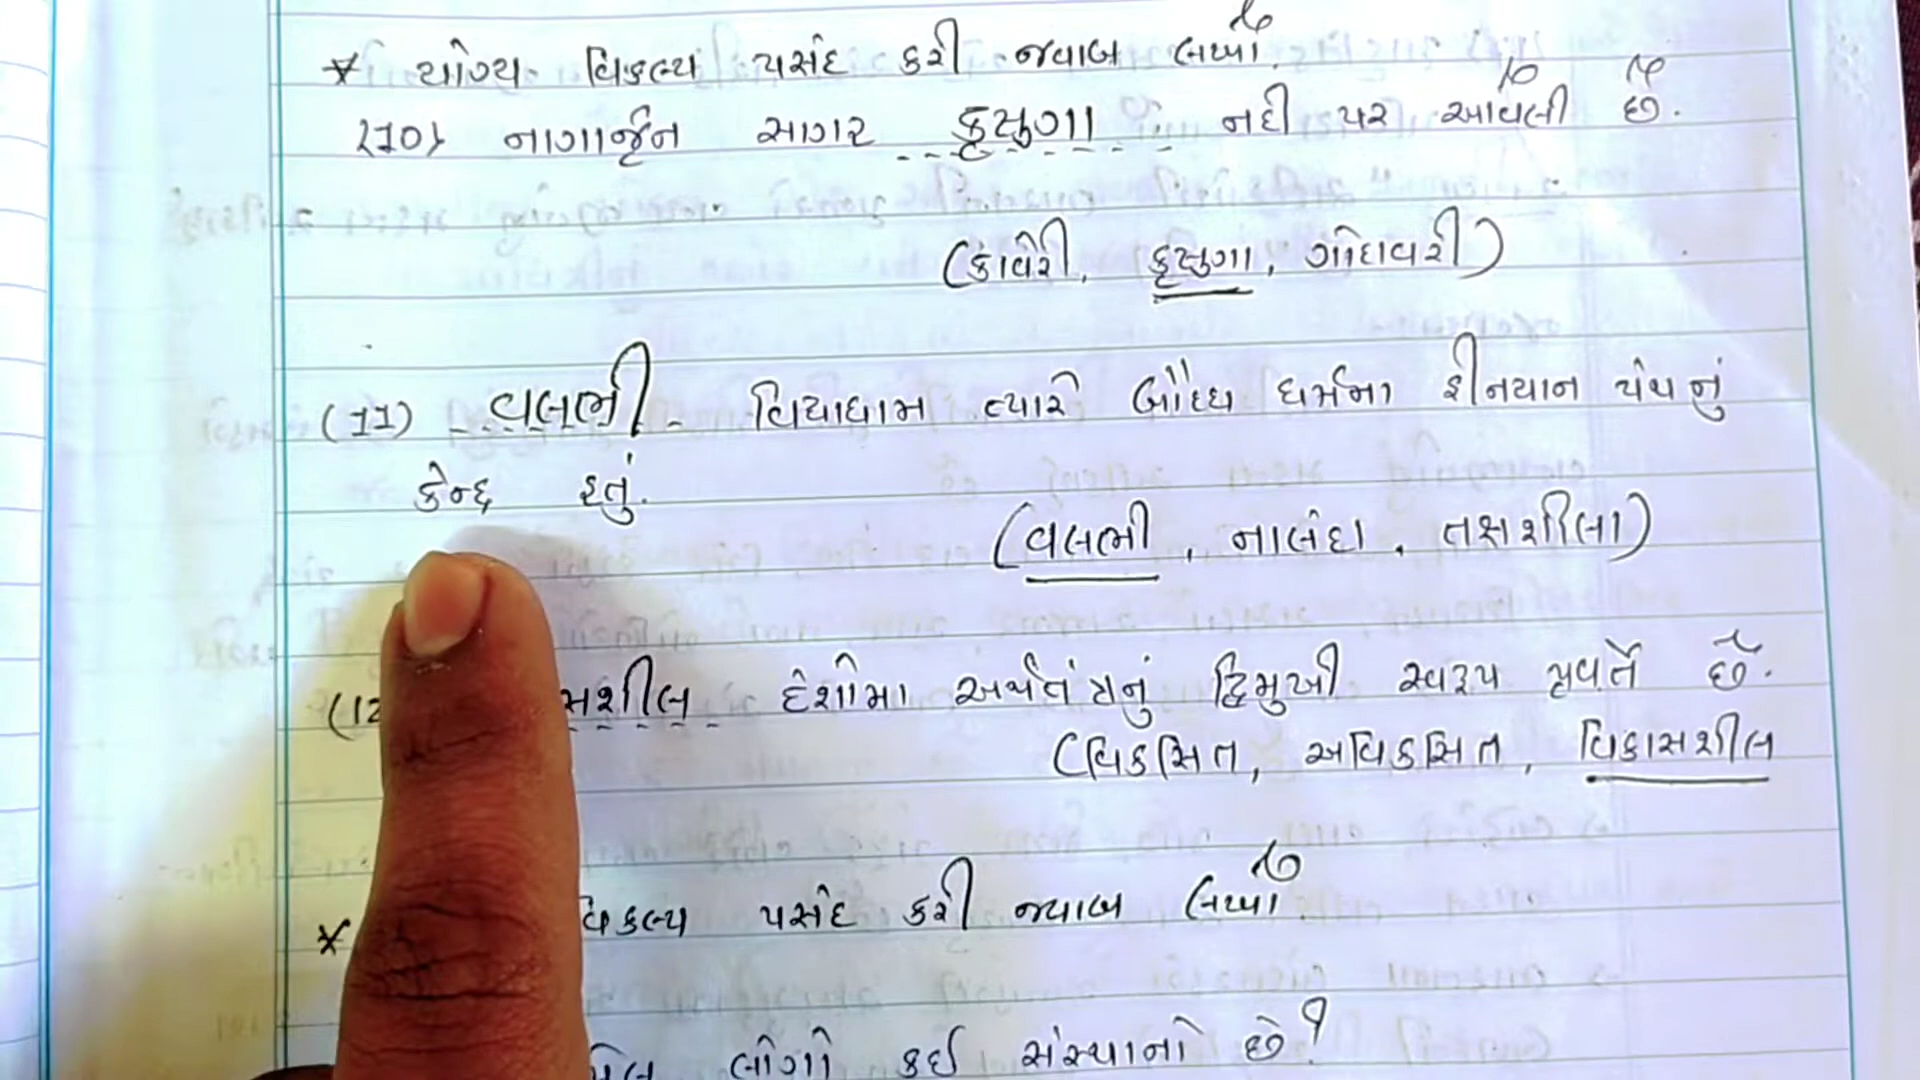 * યોગ્ય વિકલ્પ પસંદ કરી જવાબ લખો.
{10} નાગાર્જુન સાગર કૃષ્ણા નદી પર આવેલી છે.
(કાવેરી, કૃષ્ણા, ગોદાવરી)
(11) વલભી વિદ્યાધામ ત્યારે બૌદ્ધ ધર્મના હીનયાન પંથનું
કેન્દ્ર હતું.
(વલભી, નાલંદા, તક્ષશીલા)
(12 સશીલ દેશોમાં અર્થતંત્રનું દ્વિમુખી સ્વરૂપ પ્રવર્તે છે.
(વિકસિત, અવિકસિત, વિકાસશીલ
* વિકલ્પ પસંદ કરી જવાબ લખો.
લોગો કઈ સંસ્થાનો છે?